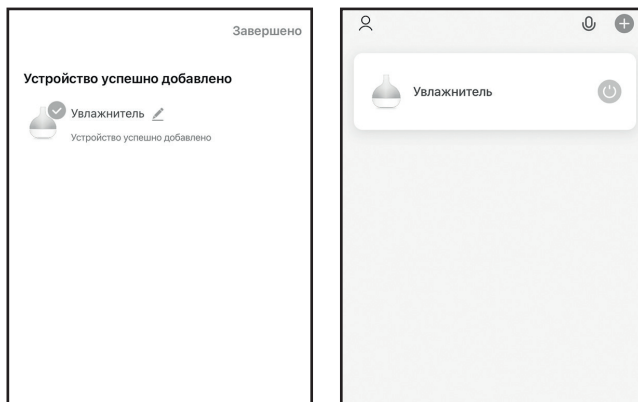 Завершено
Устройство успешно добавлено
Увлажнитель
Устройство успешно добавлено
Увлажнитель